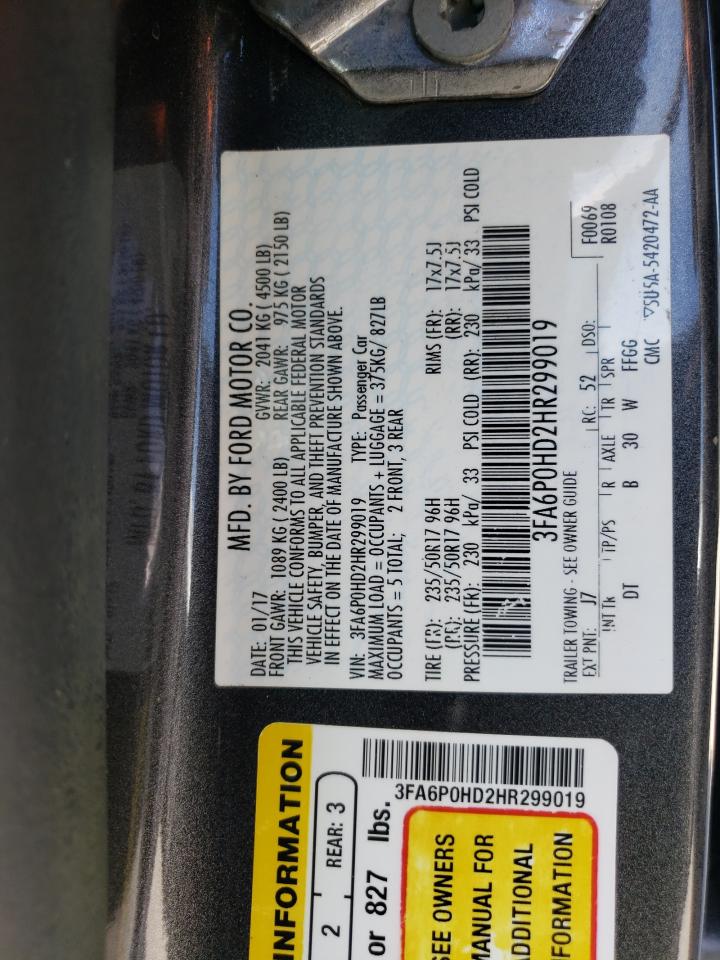 MFD. BY FORD MOTOR CO.
DATE: 01/17 GVWR: 2041 KG ( 4500 LB)
FRONT GAWR: 1089 KG ( 2400 LB) REAR GAWR: 975 KG ( 2150 LB)
THIS VEHICLE CONFORMS TO ALL APPLICABLE FEDERAL MOTOR
VEHICLE SAFETY, BUMPER, AND THEFT PREVENTION STANDARDS
IN EFFECT ON THE DATE OF MANUFACTURE SHOWN ABOVE.
VIN: 3FA6P0HD2HR299019 TYPE: Passenger Car
MAXIMUM LOAD = OCCUPANTS + LUGGAGE = 375KG/ 827LB
OCCUPANTS = 5 TOTAL; 2 FRONT, 3 REAR
TIRE (FR): 235/50R17 96H RIMS (FR): 17x7.5J
(RR): 235/50R17 96H (RR): 17x7.5J
PRESSURE (FR): 230 kPa/ 33 PSI COLD (RR): 230 kPa/ 33 PSI COLD
3FA6P0HD2HR299019
TRAILER TOWING - SEE OWNER GUIDE
EXT PNT: J7 RC: 52 DSO: F0069
R0108
INT TR TP/PS R AXLE TR SPR
DT B 30 W FFGG
CMC ▽5U5A-5420472-AA
INFORMATION
2 REAR: 3
or 827 lbs.
3FA6P0HD2HR299019
SEE OWNERS
MANUAL FOR
ADDITIONAL
INFORMATION